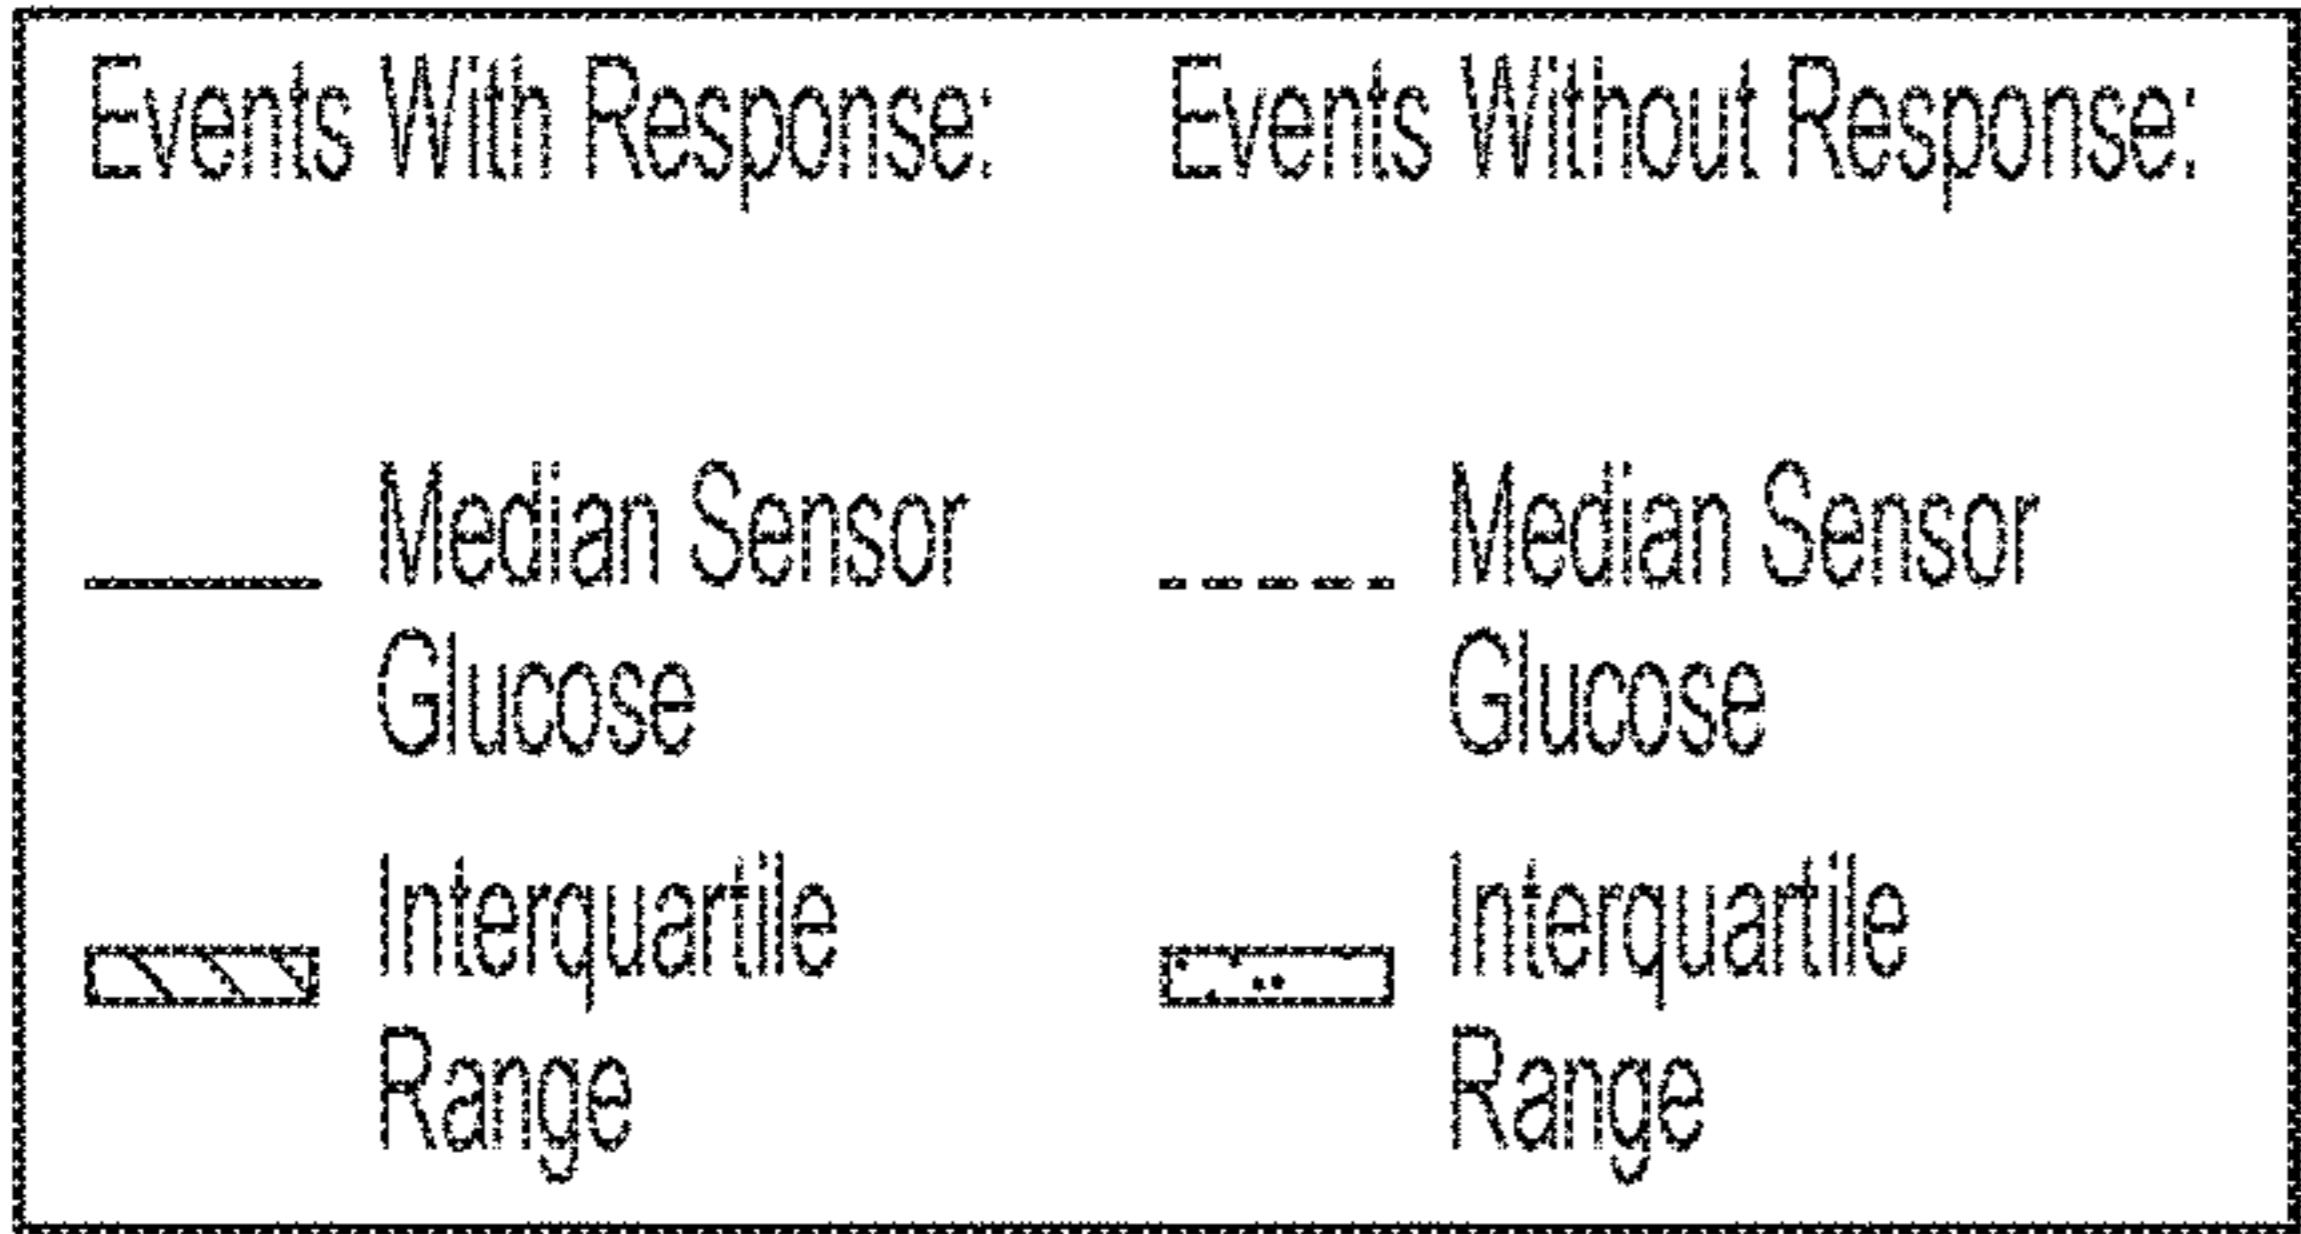 Events With Response:
Median Sensor
Glucose
Interquartile
Range
Events Without Response:
Median Sensor
Glucose
Interquartile
Range